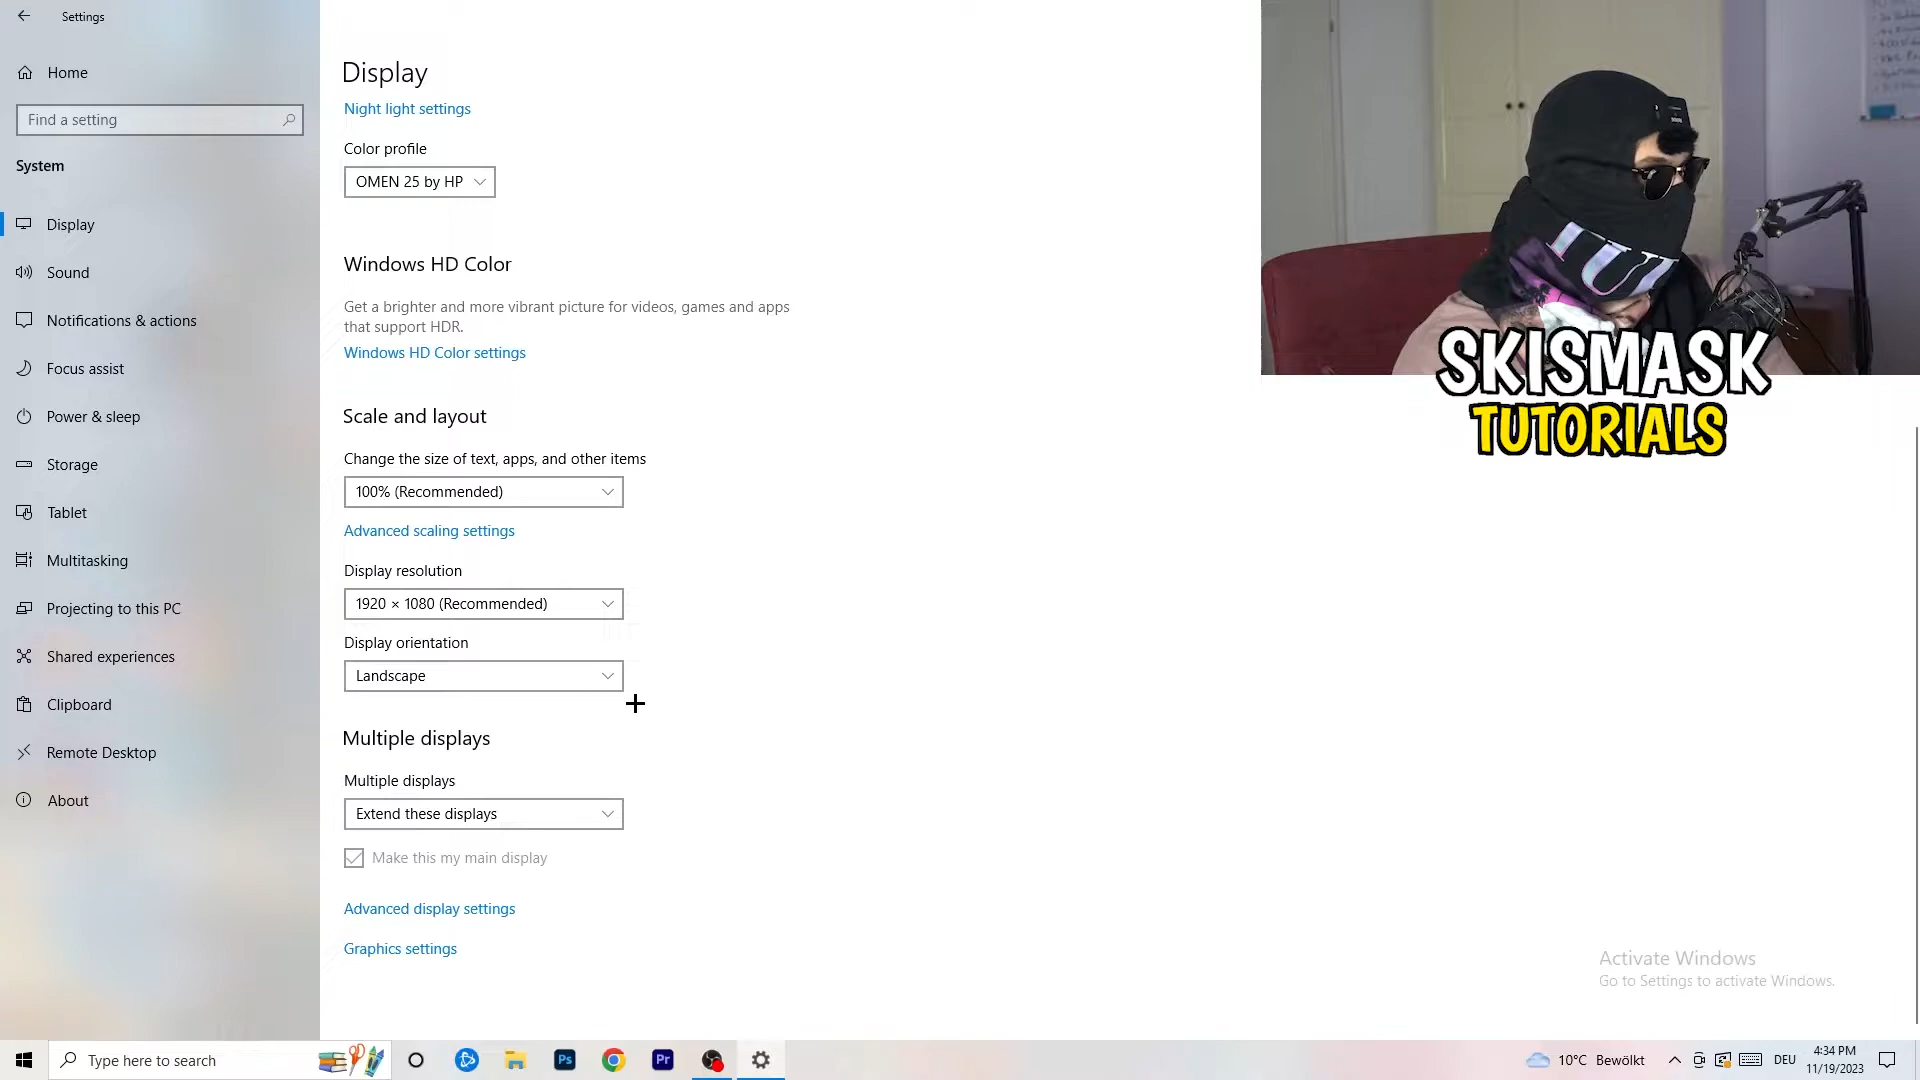 Settings
Home
Find a setting
System
Display
Sound
Notifications & actions
Focus assist
Power & sleep
Storage
Tablet
Multitasking
Projecting to this PC
Shared experiences
Clipboard
Remote Desktop
About
Display
Night light settings
Color profile
OMEN 25 by HP
Windows HD Color
Get a brighter and more vibrant picture for videos, games and apps
that support HDR.
Windows HD Color settings
Scale and layout
Change the size of text, apps, and other items
100% (Recommended)
Advanced scaling settings
Display resolution
1920 × 1080 (Recommended)
Display orientation
Landscape
Multiple displays
Multiple displays
Extend these displays
Make this my main display
Advanced display settings
Graphics settings
SKISMASK
TUTORIALS
Activate Windows
Go to Settings to activate Windows.
Type here to search
Ps
Pr
10°C Bewölkt
DEU
4:34 PM
11/19/2023